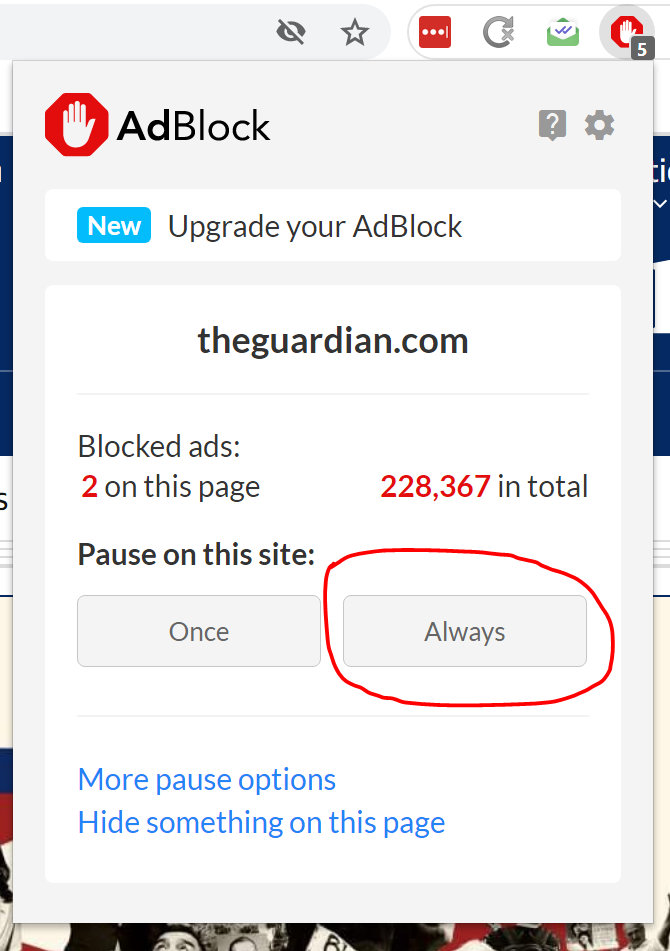 5
AdBlock
?
New Upgrade your AdBlock
theguardian.com
Blocked ads:
2 on this page
228,367 in total
Pause on this site:
Once
Always
More pause options
Hide something on this page